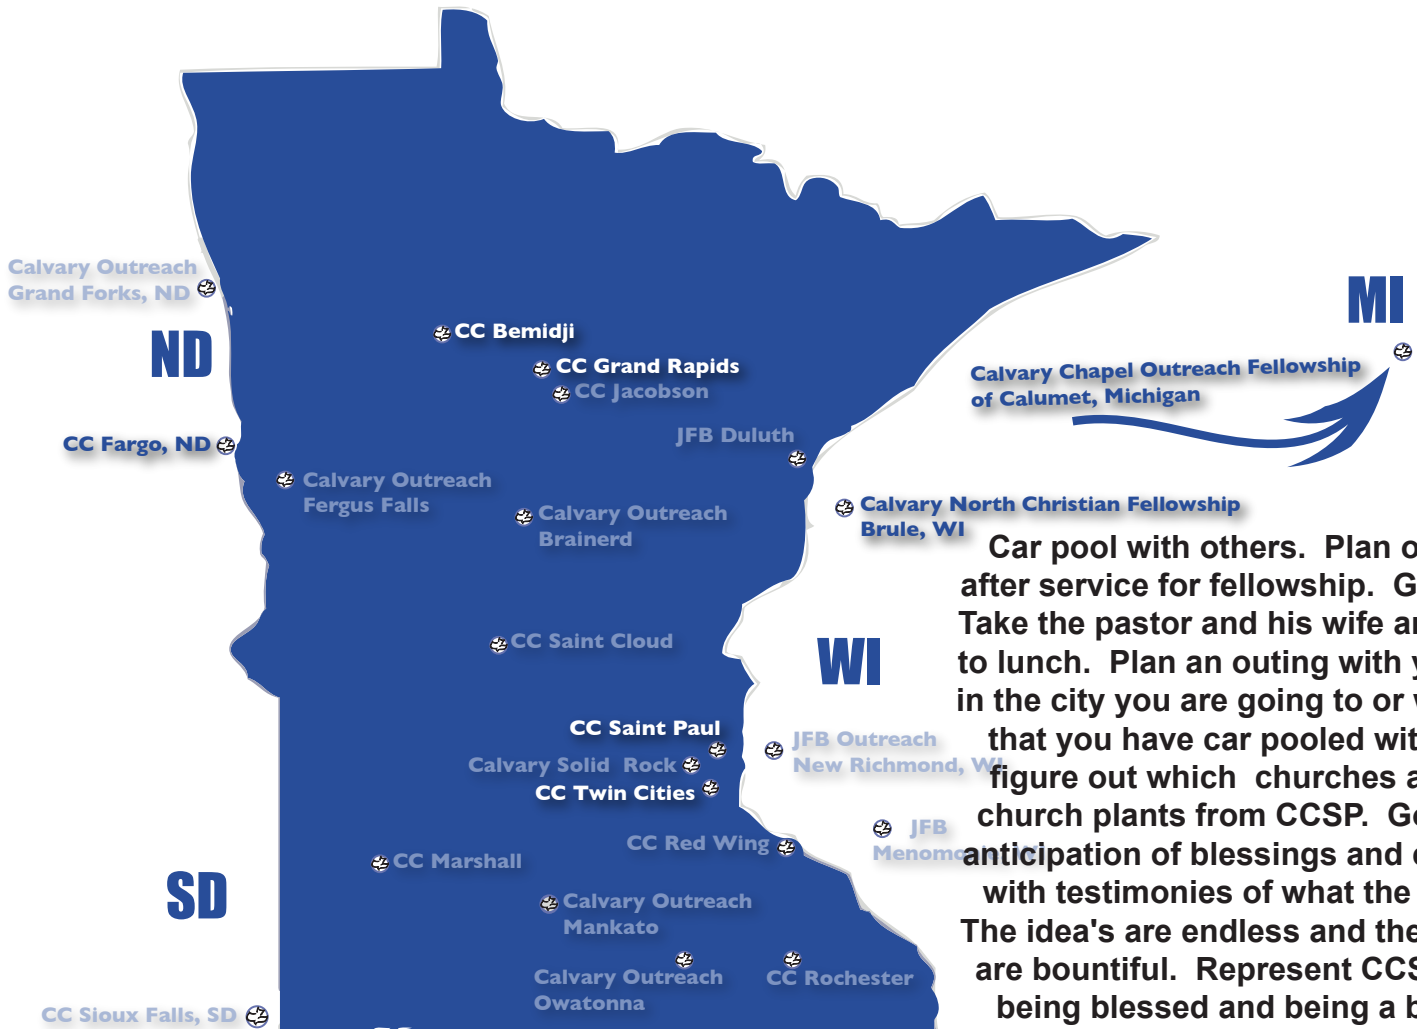 Calvary Outreach
Grand Forks, ND
ND
CC Bemidji
CC Grand Rapids
CC Jacobson
MI
Calvary Chapel Outreach Fellowship
of Calumet, Michigan
CC Fargo, ND
JFB Duluth
Calvary Outreach
Fergus Falls
Calvary Outreach
Brainerd
Calvary North Christian Fellowship
Brule, WI
CC Saint Cloud
WI
CC Saint Paul
Calvary Solid Rock
CC Twin Cities
JFB Outreach
New Richmond, WI
CC Red Wing
JFB
CC Marshall
SD
Calvary Outreach
Mankato
Calvary Outreach
Owatonna
CC Rochester
CC Sioux Falls, SD
Car pool with others. Plan
after service for fellowship.
Take the pastor and his wife
to lunch. Plan an outing with
in the city you are going to or
that you have car pooled
figure out which churches
church plants from CCSP.
anticipation of blessings and
with testimonies of what the
The idea's are endless and the
are bountiful. Represent
being blessed and being a